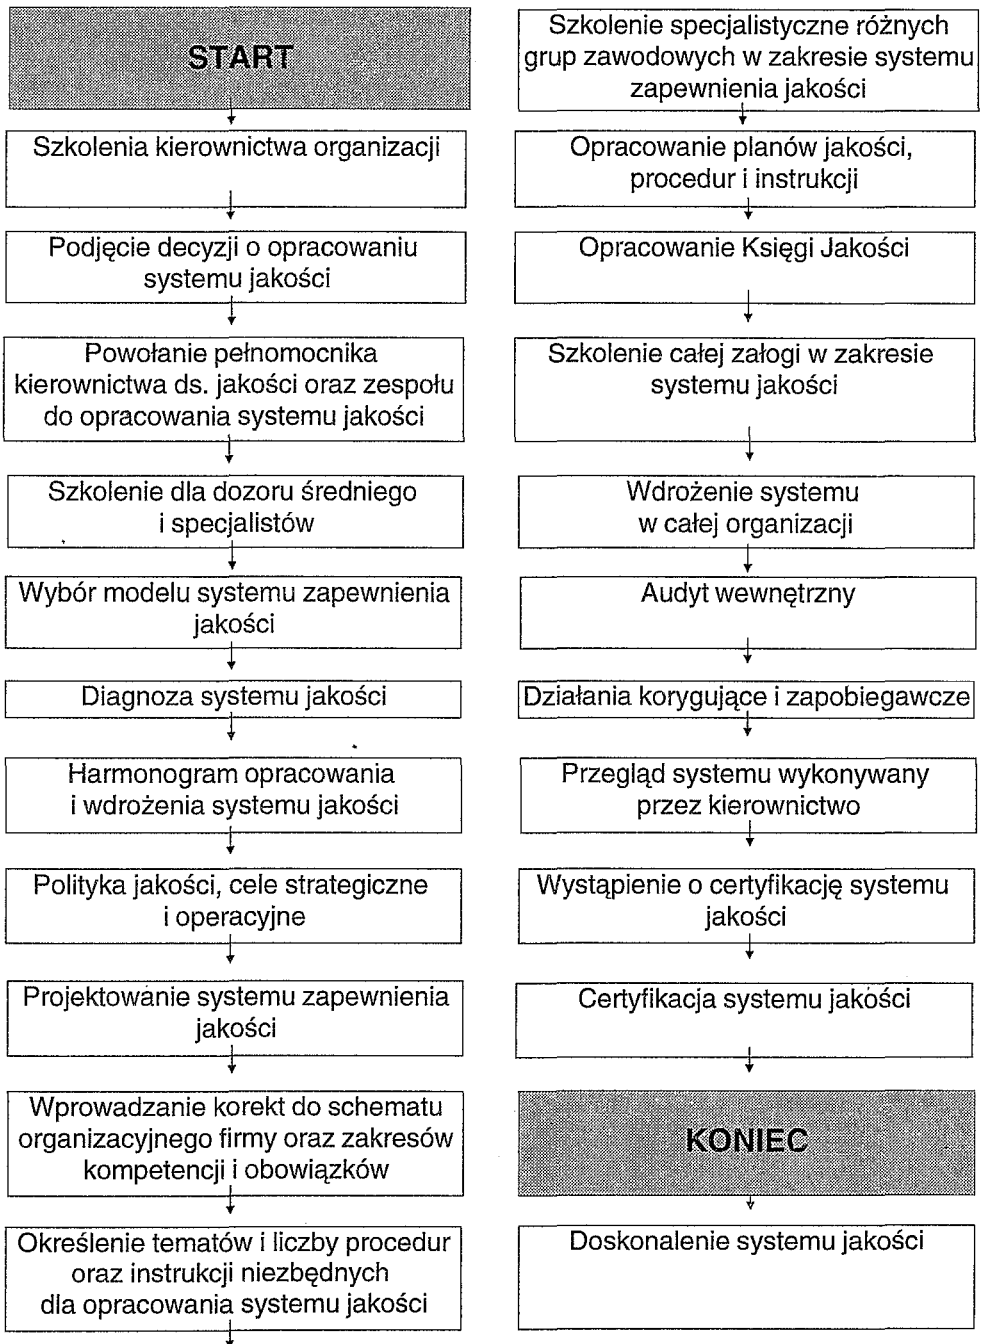 START
Szkolenia kierownictwa organizacji
Podjęcie decyzji o opracowaniu
systemu jakości
Powołanie pełnomocnika
kierownictwa ds. jakości oraz zespołu
do opracowania systemu jakości
Szkolenie dla dozoru średniego
i specjalistów
Wybór modelu systemu zapewnienia
jakości
Diagnoza systemu jakości
Harmonogram opracowania
i wdrożenia systemu jakości
Polityka jakości, cele strategiczne
i operacyjne
Projektowanie systemu zapewnienia
jakości
Wprowadzanie korekt do schematu
organizacyjnego firmy oraz zakresów
kompetencji i obowiązków
Określenie tematów i liczby procedur
oraz instrukcji niezbędnych
dla opracowania systemu jakości
Szkolenie specjalistyczne różnych
grup zawodowych w zakresie systemu
zapewnienia jakości
Opracowanie planów jakości,
procedur i instrukcji
Opracowanie Księgi Jakości
Szkolenie całej załogi w zakresie
systemu jakości
Wdrożenie systemu
w całej organizacji
Audyt wewnętrzny
Działania korygujące i zapobiegawcze
Przegląd systemu wykonywany
przez kierownictwo
Wystąpienie o certyfikację systemu
jakości
Certyfikacja systemu jakości
KONIEC
Doskonalenie systemu jakości